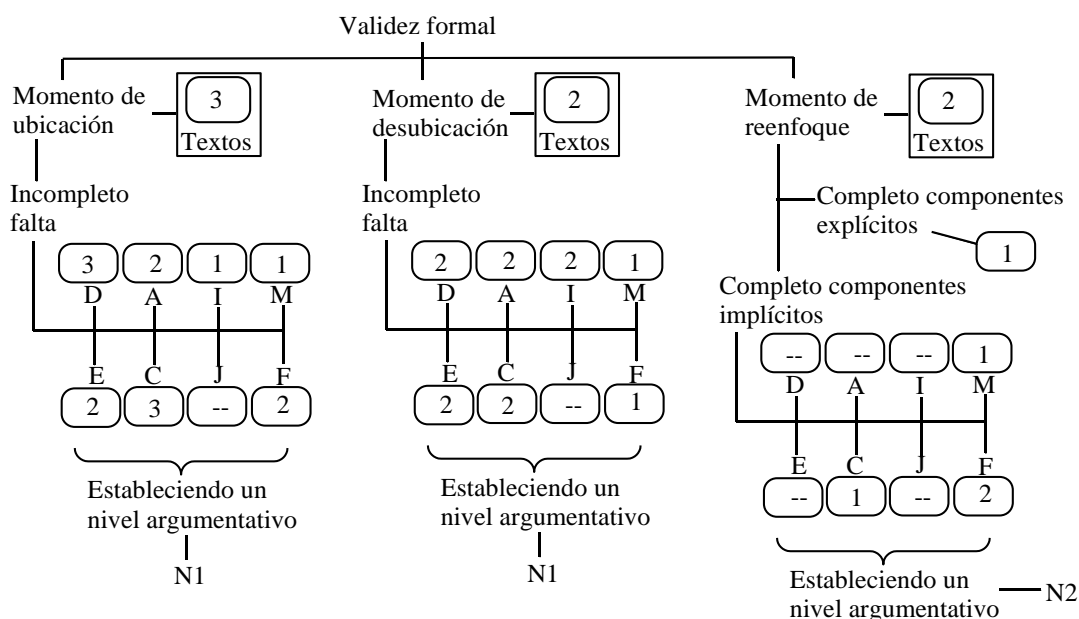 Validez formal
Momento de
ubicación
3
Textos
Incompleto
falta
3 2 1 1
D A I M
E C J F
2 3 -- 2
Estableciendo un
nivel argumentativo
N1
Momento de
desubicación
2
Textos
Incompleto
falta
2 2 2 1
D A I M
E C J F
2 2 -- 1
Estableciendo un
nivel argumentativo
N1
Momento de
reenfoque
2
Textos
Completo componentes
explícitos
1
Completo componentes
implícitos
-- -- -- 1
D A I M
E C J F
-- 1 -- 2
Estableciendo un
nivel argumentativo
N2